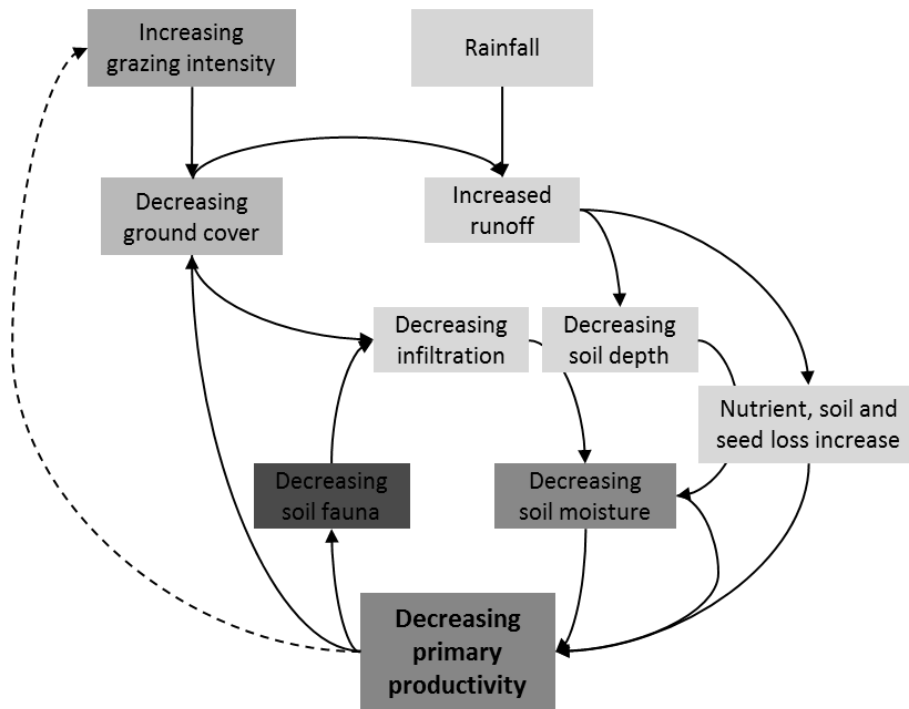 Increasing
grazing intensity
Rainfall
Decreasing
ground cover
Increased
runoff
Decreasing
infiltration
Decreasing
soil depth
Nutrient, soil and
seed loss increase
Decreasing
soil fauna
Decreasing
soil moisture
Decreasing
primary
productivity